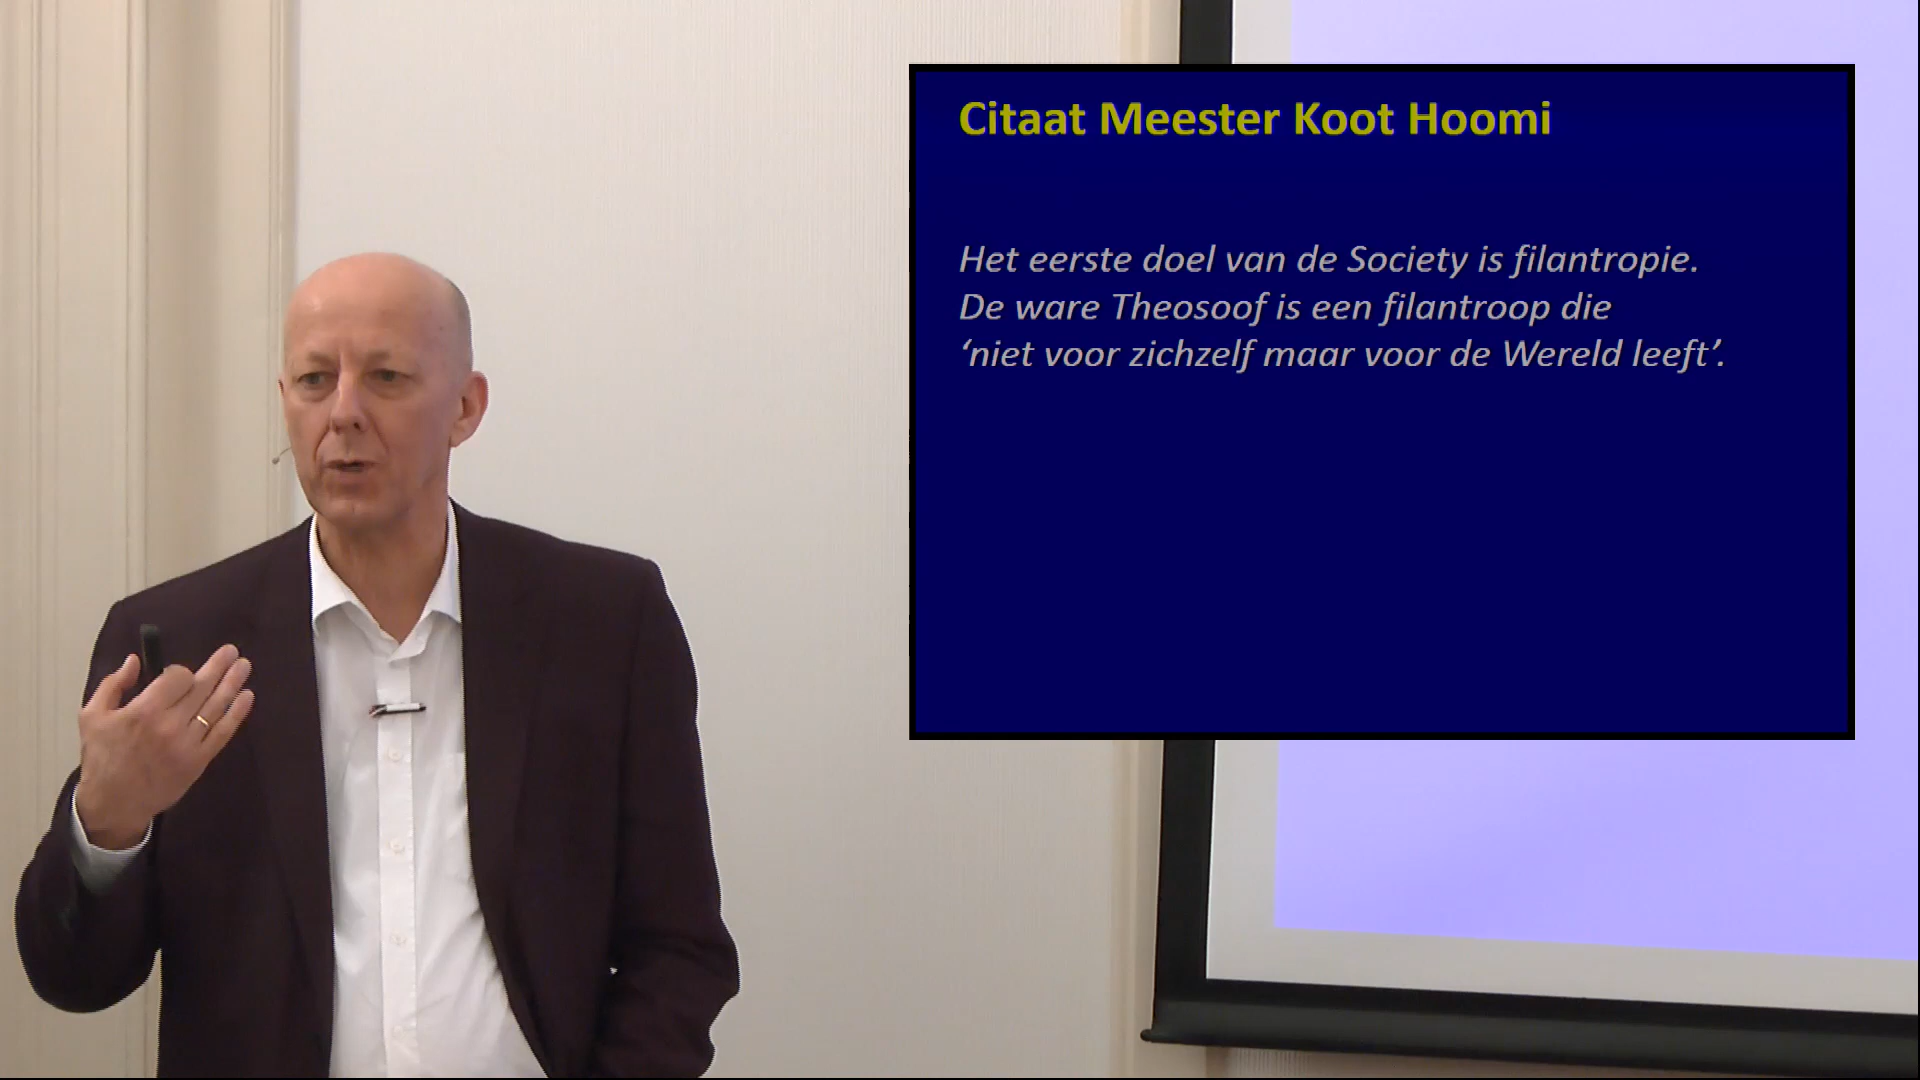 Citaat Meester Koot Hoomi
Het eerste doel van de Society is filantropie.
De ware Theosoof is een filantroop die
‘niet voor zichzelf maar voor de Wereld leeft’.